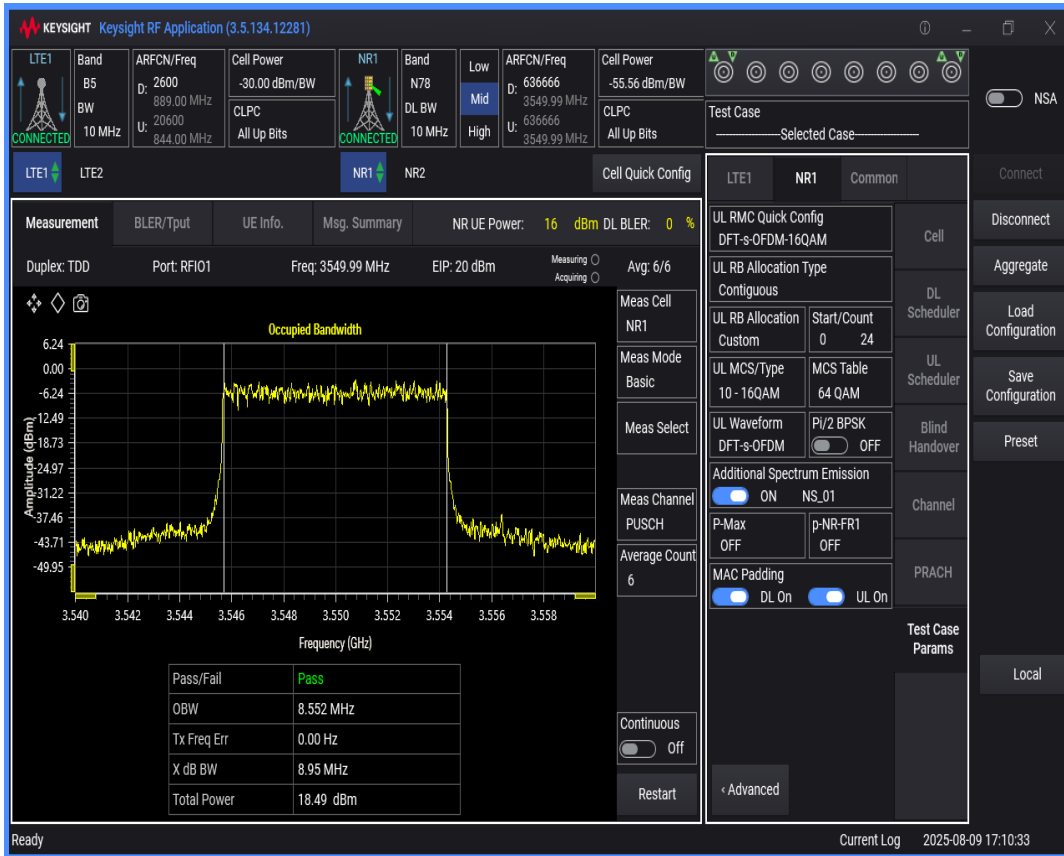 KEYSIGHT Keysight RF Application (3.5.134.12281)
LTE1 Band B5 BW 10 MHz CONNECTED
ARFCN/Freq D: 2600 889.00 MHz U: 20600 844.00 MHz
Cell Power -30.00 dBm/BW CLPC All Up Bits
NR1 Band N78 DL BW 10 MHz CONNECTED
Low Mid High
ARFCN/Freq D: 636666 3549.99 MHz U: 636666 3549.99 MHz
Cell Power -55.56 dBm/BW CLPC All Up Bits
Test Case
----Selected Case----
NSA
LTE1 LTE2 NR1 NR2 Cell Quick Config
LTE1 NR1 Common
Connect
Measurement BLER/Tput UE Info. Msg. Summary NR UE Power: 16 dBm DL BLER: 0 %
Duplex: TDD Port: RFIO1 Freq: 3549.99 MHz EIP: 20 dBm Measuring Acquiring Avg: 6/6
Occupied Bandwidth
Amplitude (dBm)
6.24
0.00
-6.24
-12.49
-18.73
-24.97
-31.22
-37.46
-43.71
-49.95
3.540 3.542 3.544 3.546 3.548 3.550 3.552 3.554 3.556 3.558
Frequency (GHz)
Pass/Fail Pass
OBW 8.552 MHz
Tx Freq Err 0.00 Hz
X dB BW 8.95 MHz
Total Power 18.49 dBm
Meas Cell
NR1
Meas Mode
Basic
Meas Select
Meas Channel
PUSCH
Average Count
6
Continuous
Off
Restart
UL RMC Quick Config
DFT-s-OFDM-16QAM
UL RB Allocation Type
Contiguous
UL RB Allocation Start/Count
Custom 0 24
UL MCS/Type MCS Table
10 - 16QAM 64 QAM
UL Waveform Pi/2 BPSK
DFT-s-OFDM OFF
Additional Spectrum Emission
ON NS_01
P-Max p-NR-FR1
OFF OFF
MAC Padding
DL On UL On
‹ Advanced
Cell
DL Scheduler
UL Scheduler
Blind Handover
Channel
PRACH
Test Case Params
Disconnect
Aggregate
Load Configuration
Save Configuration
Preset
Local
Ready Current Log 2025-08-09 17:10:33